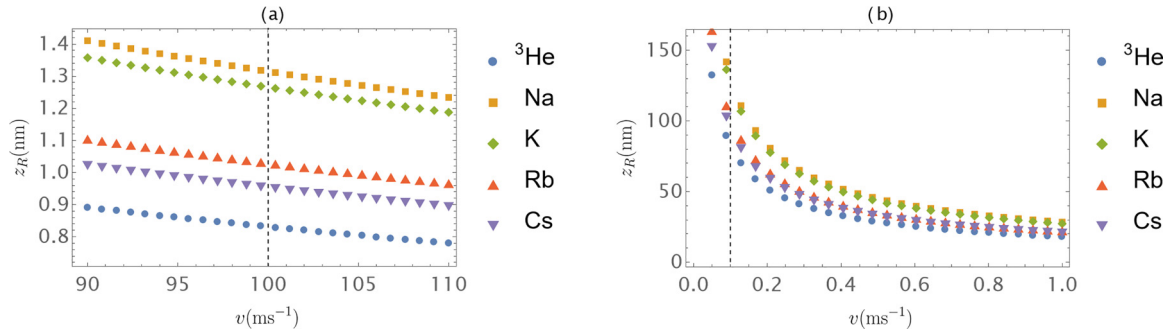 (a)
z_R(nm)
1.4
1.3
1.2
1.1
1.0
0.9
0.8
90
95
100
105
110
v(ms⁻¹)
³He
Na
K
Rb
Cs
(b)
z_R(nm)
150
100
50
0
0.0
0.2
0.4
0.6
0.8
1.0
v(ms⁻¹)
³He
Na
K
Rb
Cs